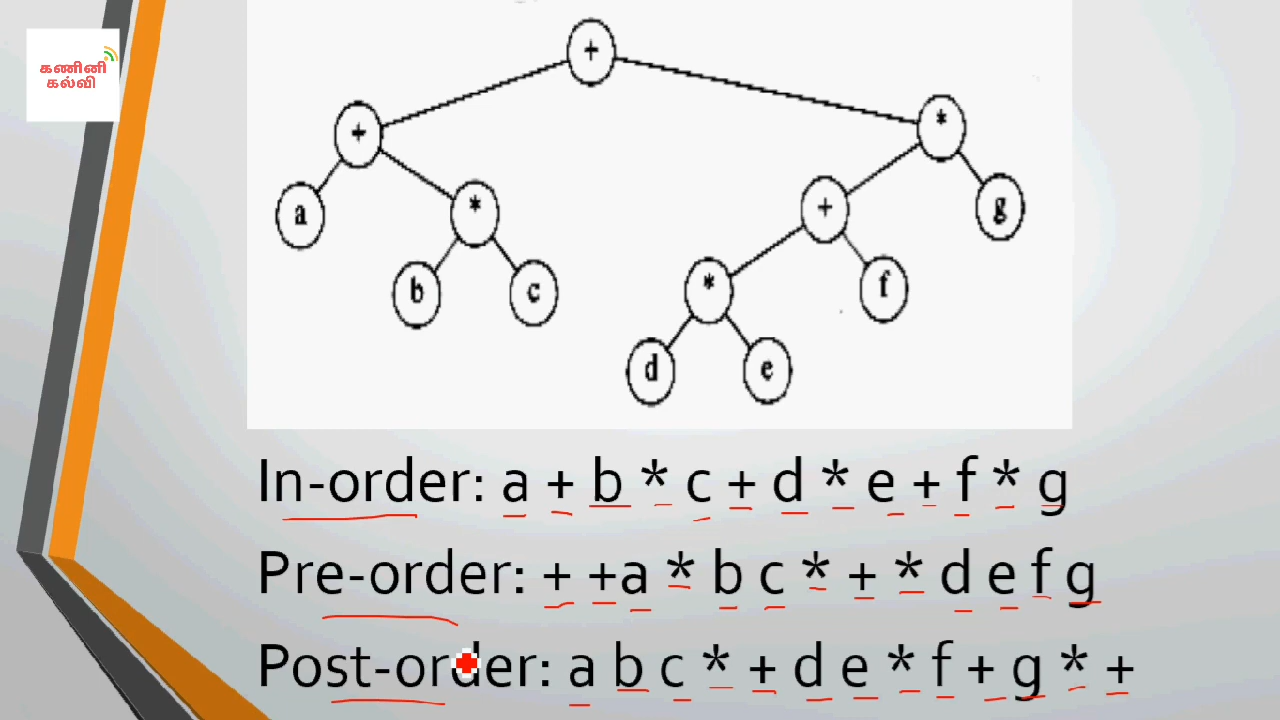 கணினி
கல்வி
+
+ *
a * + g
b c * f
d e
In-order: a + b * c + d * e + f * g
Pre-order: + +a * b c * + * d e f g
Post-order: a b c * + d e * f + g * +